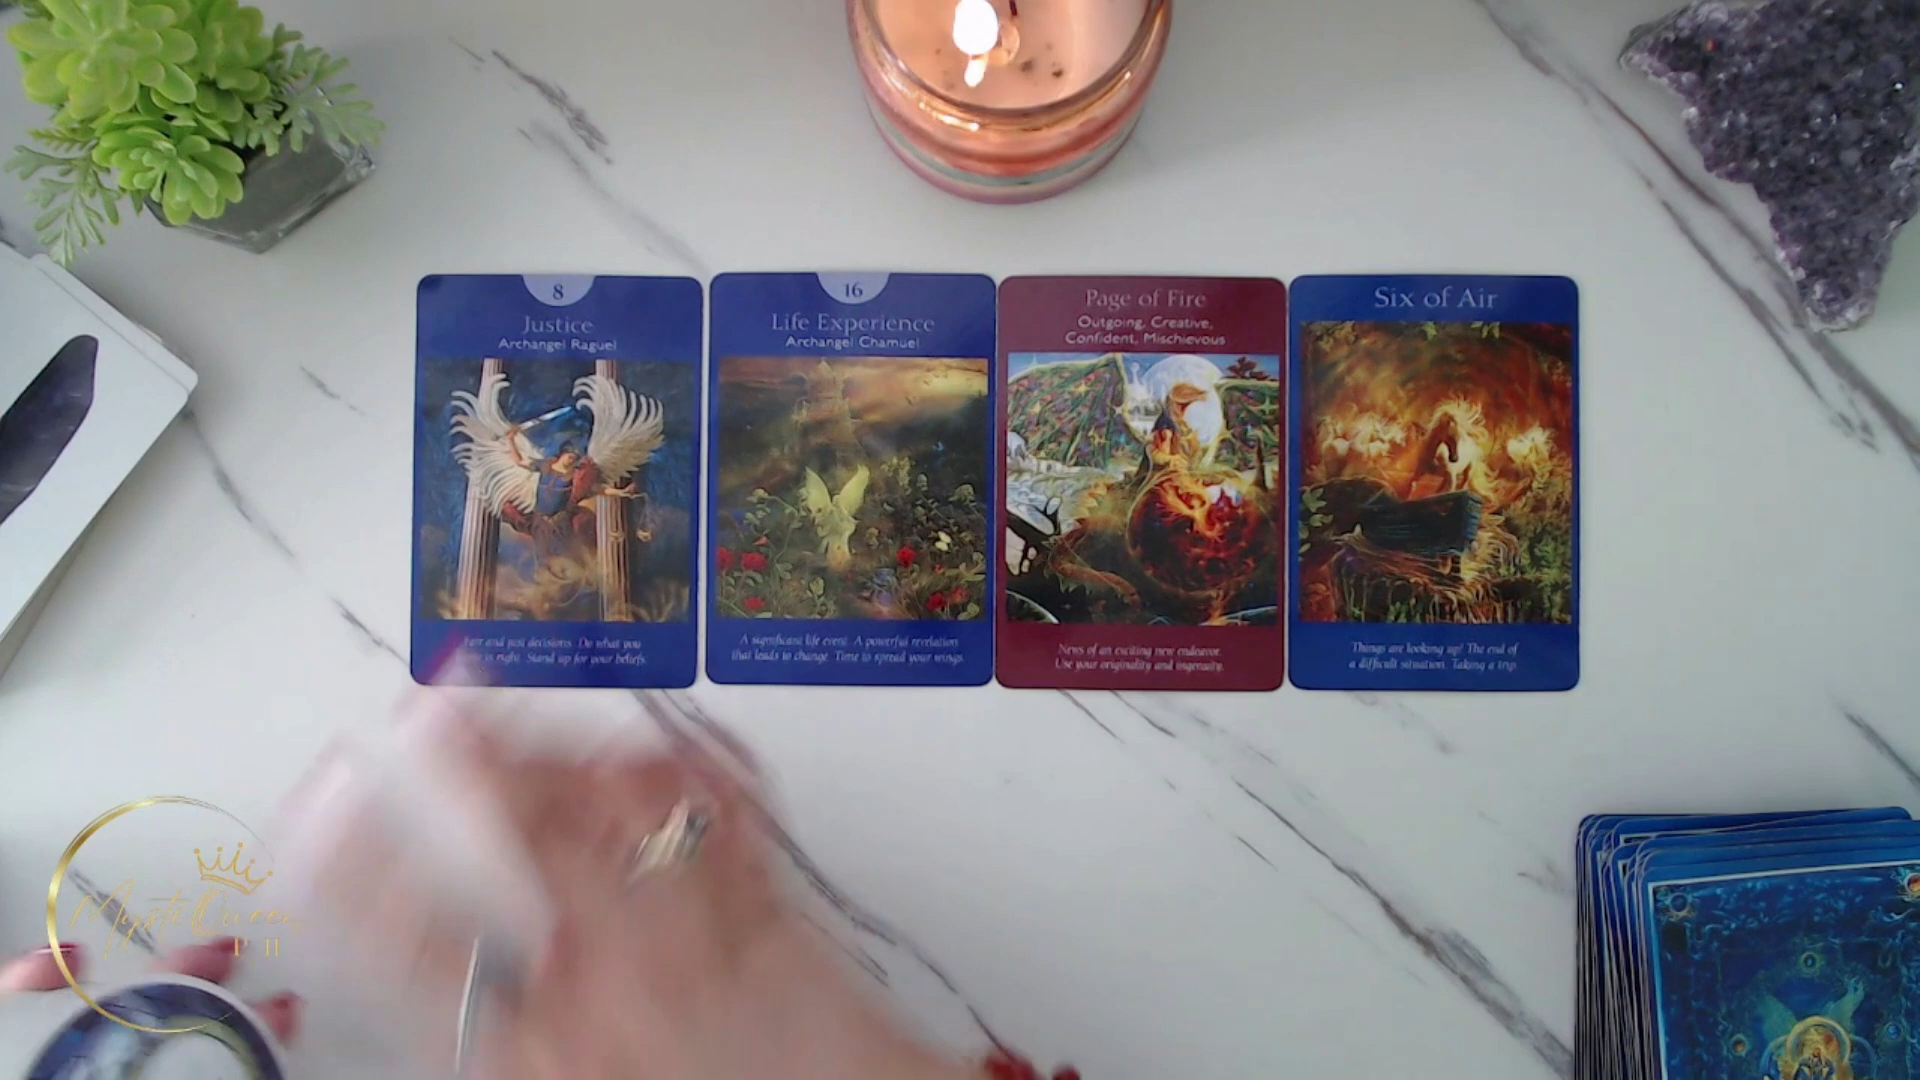 8
Justice
Archangel Raguel
Fair and just decisions. Do what you
is right. Stand up for your beliefs.
16
Life Experience
Archangel Chamuel
A significant life event. A powerful revelation
that leads to change. Time to spread your wings.
Page of Fire
Outgoing, Creative,
Confident, Mischievous
News of an exciting new endeavor.
Use your originality and ingenuity.
Six of Air
Things are looking up! The end of
a difficult situation. Taking a trip.